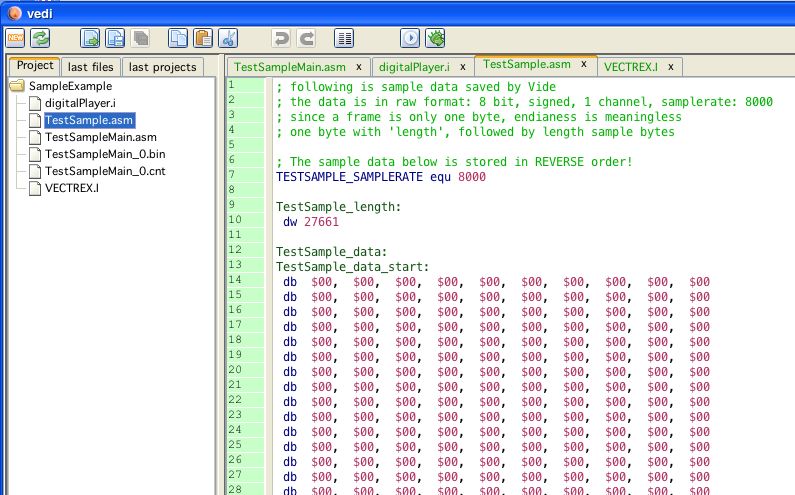 vedi
NEW
Project last files last projects
TestSampleMain.asm x digitalPlayer.i x TestSample.asm x VECTREX.I x
SampleExample
digitalPlayer.i
TestSample.asm
TestSampleMain.asm
TestSampleMain_0.bin
TestSampleMain_0.cnt
VECTREX.I
1 ; following is sample data saved by Vide
2 ; the data is in raw format: 8 bit, signed, 1 channel, samplerate: 8000
3 ; since a frame is only one byte, endianess is meaningless
4 ; one byte with 'length', followed by length sample bytes
5
6 ; The sample data below is stored in REVERSE order!
7 TESTSAMPLE_SAMPLERATE equ 8000
8
9 TestSample_length:
10 dw 27661
11
12 TestSample_data:
13 TestSample_data_start:
14 db $00, $00, $00, $00, $00, $00, $00, $00, $00, $00
15 db $00, $00, $00, $00, $00, $00, $00, $00, $00, $00
16 db $00, $00, $00, $00, $00, $00, $00, $00, $00, $00
17 db $00, $00, $00, $00, $00, $00, $00, $00, $00, $00
18 db $00, $00, $00, $00, $00, $00, $00, $00, $00, $00
19 db $00, $00, $00, $00, $00, $00, $00, $00, $00, $00
20 db $00, $00, $00, $00, $00, $00, $00, $00, $00, $00
21 db $00, $00, $00, $00, $00, $00, $00, $00, $00, $00
22 db $00, $00, $00, $00, $00, $00, $00, $00, $00, $00
23 db $00, $00, $00, $00, $00, $00, $00, $00, $00, $00
24 db $00, $00, $00, $00, $00, $00, $00, $00, $00, $00
25 db $00, $00, $00, $00, $00, $00, $00, $00, $00, $00
26 db $00, $00, $00, $00, $00, $00, $00, $00, $00, $00
27 db $00, $00, $00, $00, $00, $00, $00, $00, $00, $00
28 db $00, $00, $00, $00, $00, $00, $00, $00, $00, $00